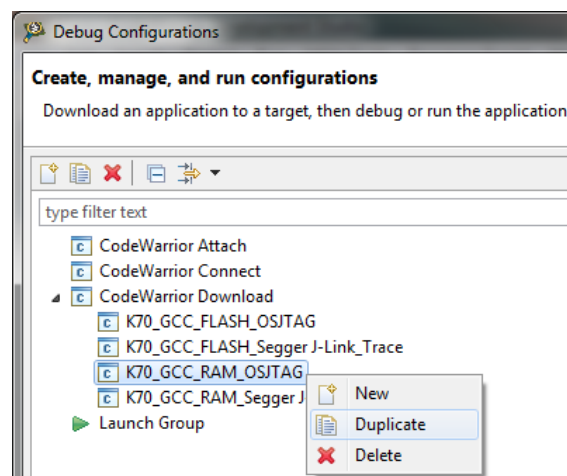 Debug Configurations
Create, manage, and run configurations
Download an application to a target, then debug or run the application
type filter text
CodeWarrior Attach
CodeWarrior Connect
CodeWarrior Download
K70_GCC_FLASH_OSJTAG
K70_GCC_FLASH_Segger J-Link_Trace
K70_GCC_RAM_OSJTAG
K70_GCC_RAM_Segger J
Launch Group
New
Duplicate
Delete